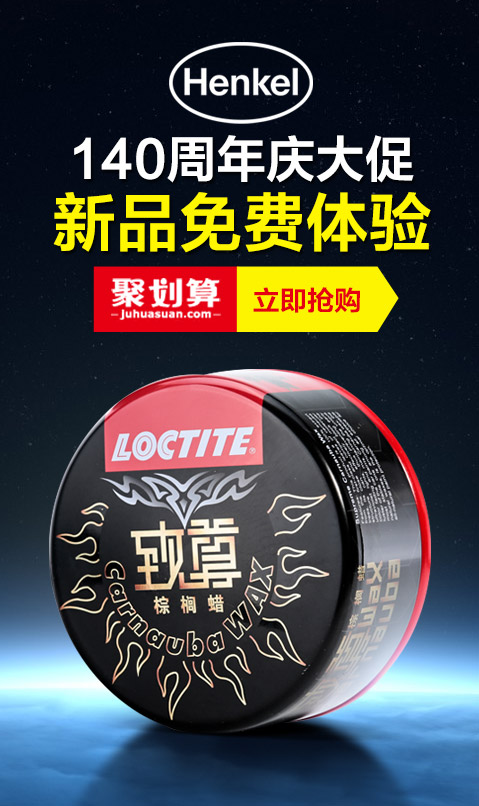 Henkel
140周年庆大促
新品免费体验
聚划算
juhuasuan.com
立即抢购
LOCTITE®
致尊
棕榈蜡
Carnauba WAX